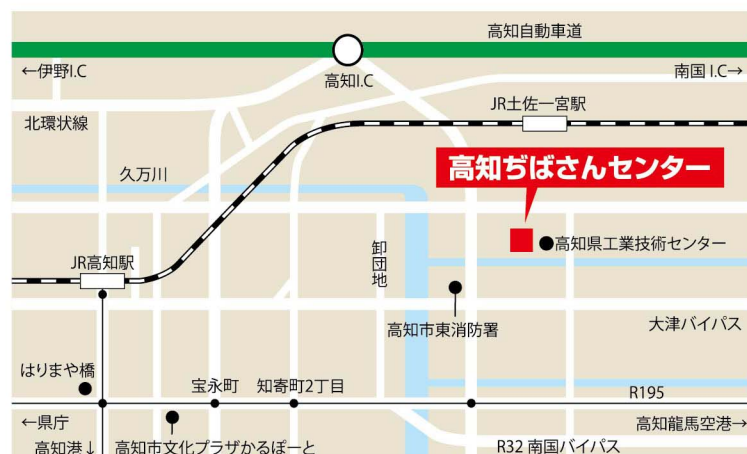 高知自動車道
←伊野I.C
高知I.C
南国 I.C→
JR土佐一宮駅
北環状線
久万川
高知ぢばさんセンター
卸団地
高知県工業技術センター
JR高知駅
高知市東消防署
大津バイパス
はりまや橋
宝永町
知寄町2丁目
R195
←県庁
高知龍馬空港→
高知港↓
高知市文化プラザかるぽーと
R32 南国バイパス